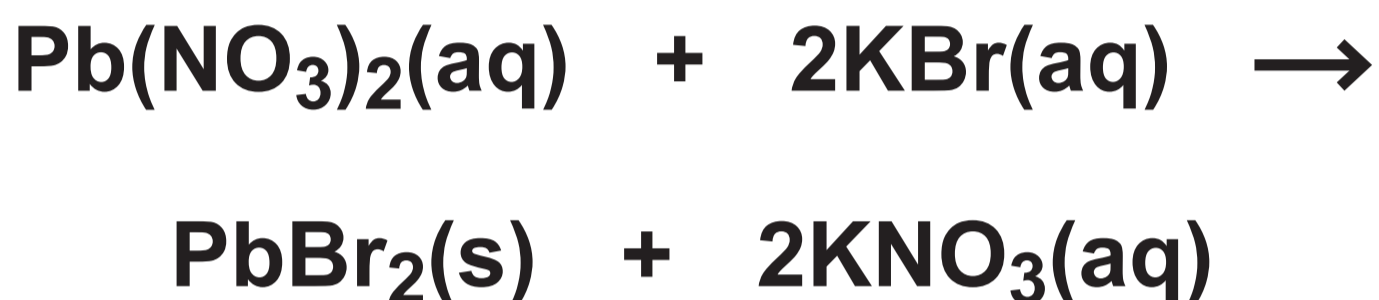 Pb(NO₃)₂(aq) + 2KBr(aq) →
PbBr₂(s) + 2KNO₃(aq)